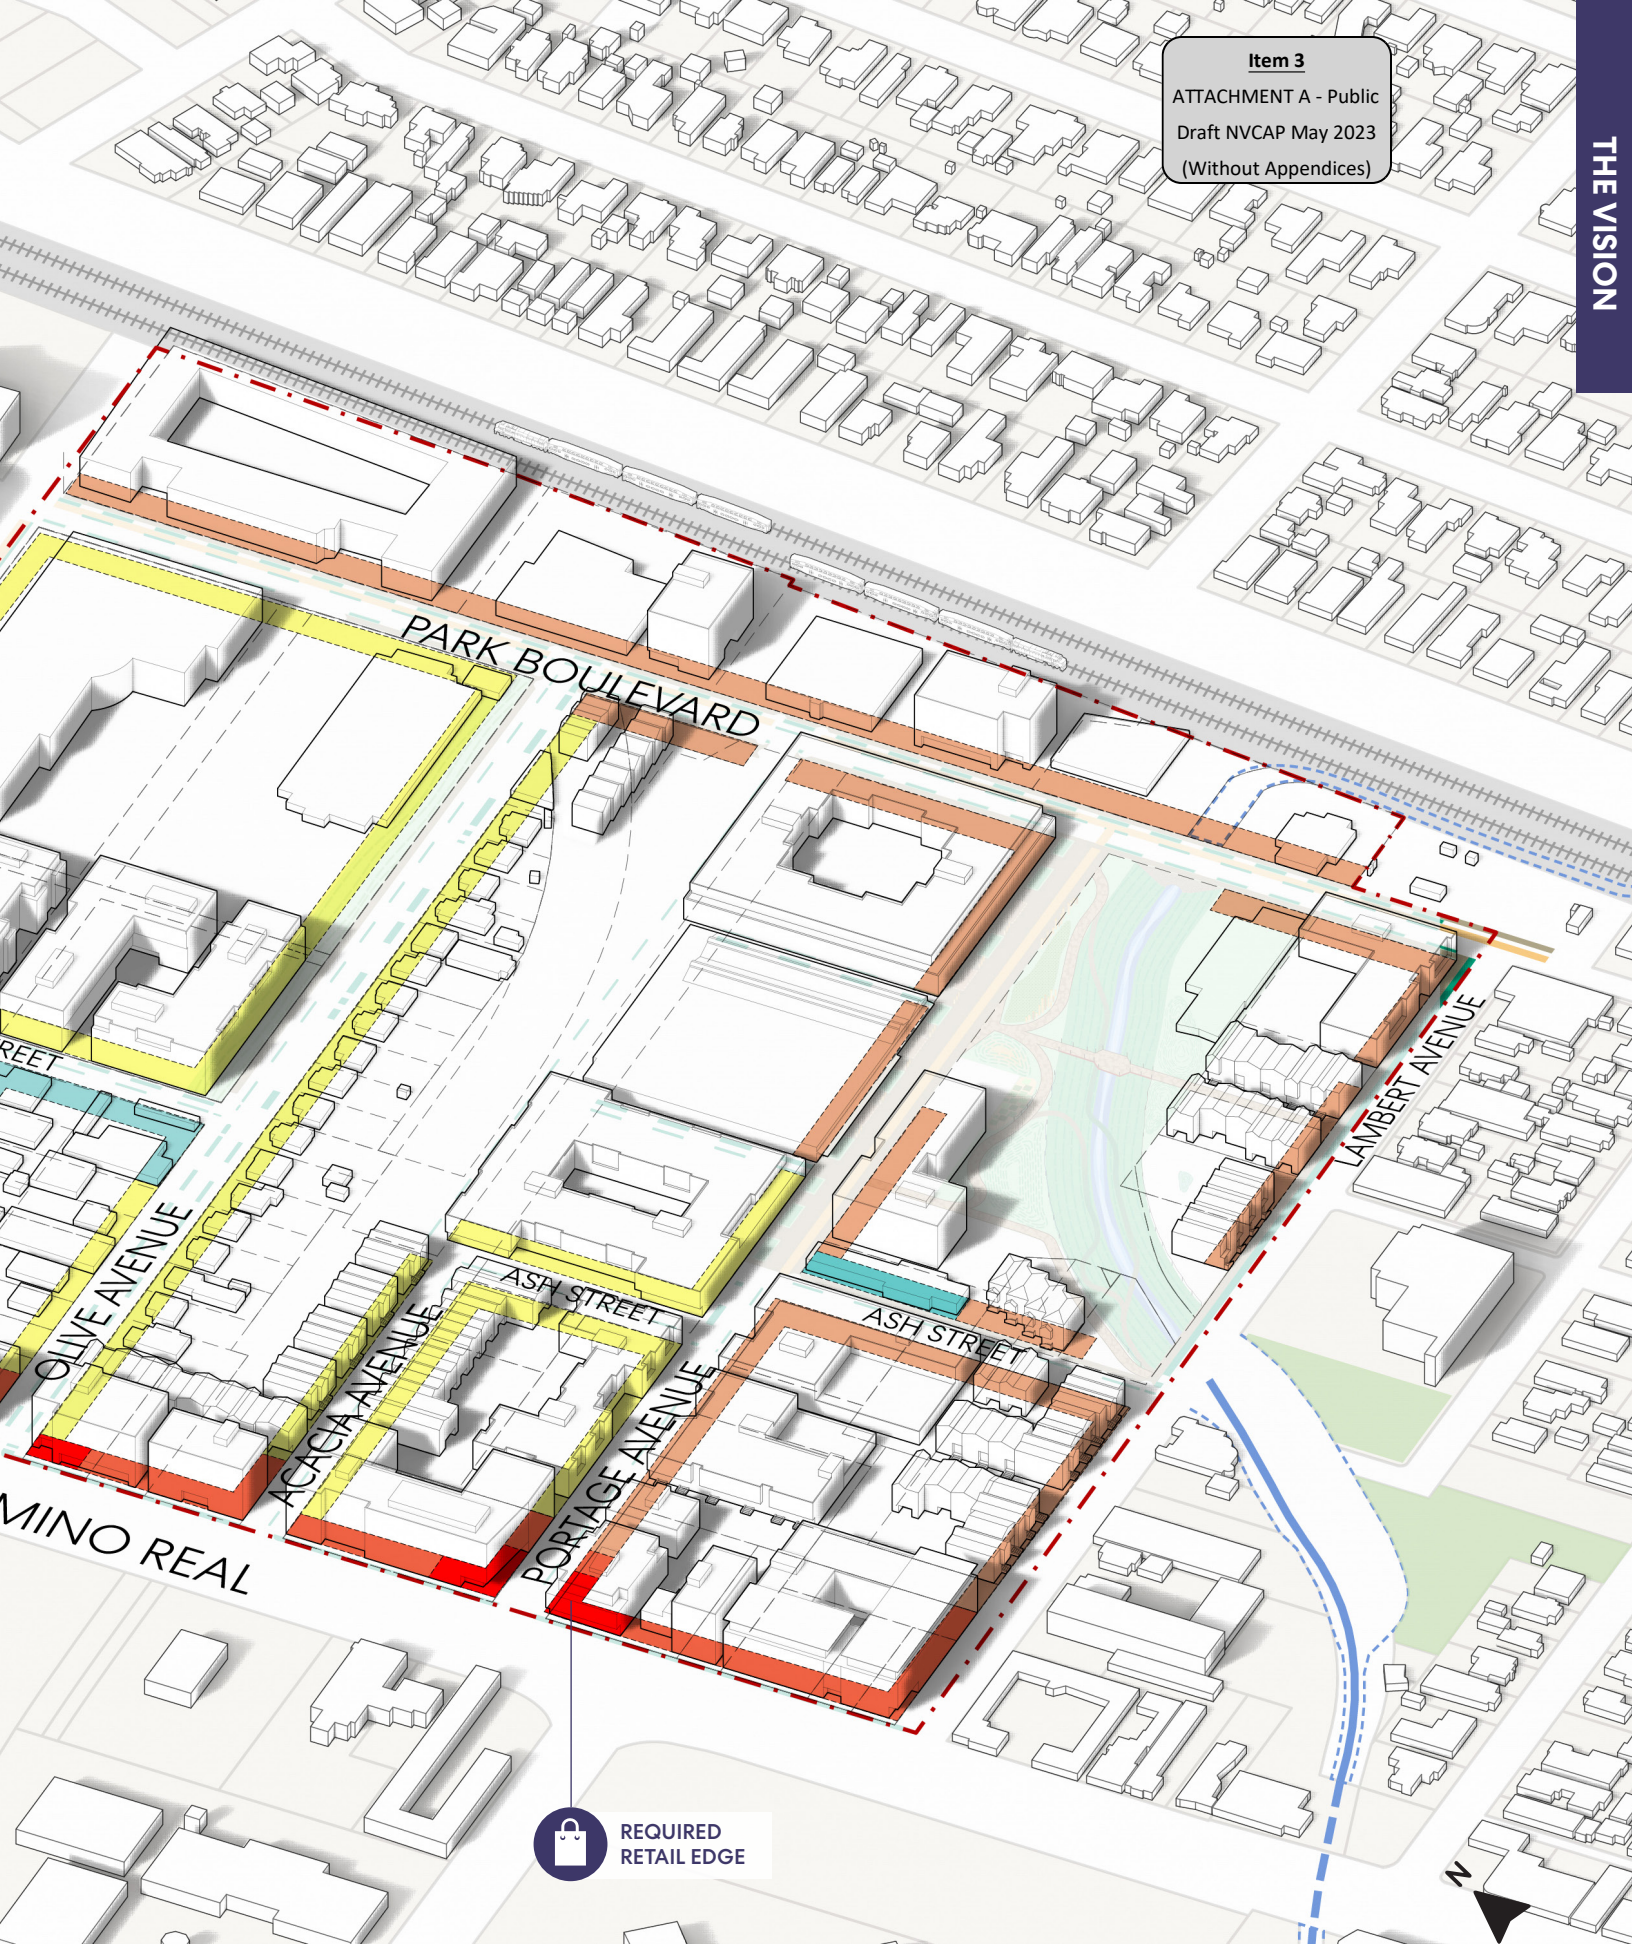 Item 3
ATTACHMENT A - Public
Draft NVCAP May 2023
(Without Appendices)
THE VISION
PARK BOULEVARD
LAMBERT AVENUE
REET
OLIVE AVENUE
ASH STREET
ASH STREET
ACACIA AVENUE
PORTAGE AVENUE
MINO REAL
REQUIRED
RETAIL EDGE
N